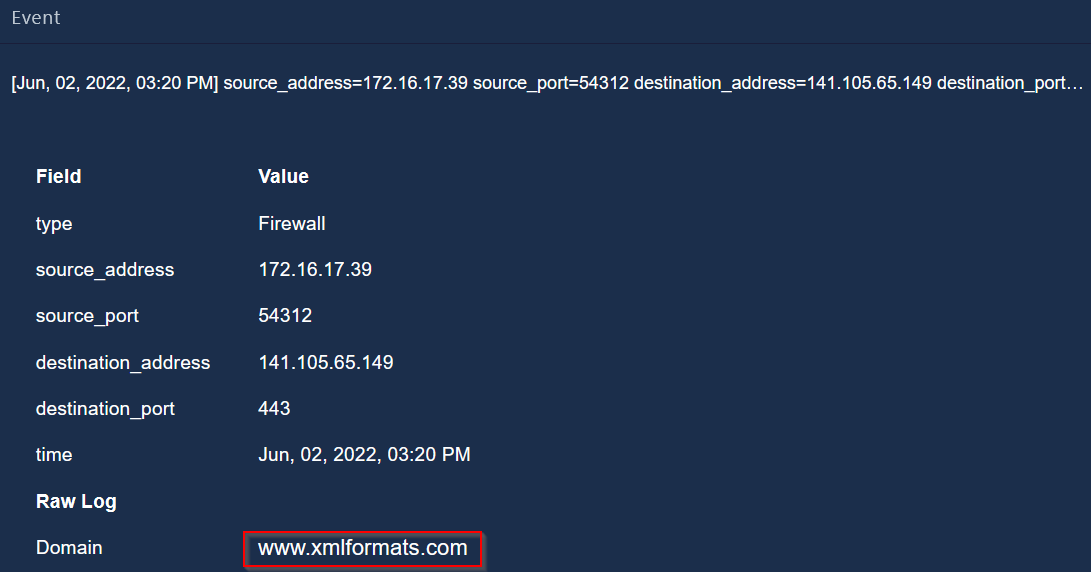 Event
[Jun, 02, 2022, 03:20 PM] source_address=172.16.17.39 source_port=54312 destination_address=141.105.65.149 destination_port…
Field Value
type Firewall
source_address 172.16.17.39
source_port 54312
destination_address 141.105.65.149
destination_port 443
time Jun, 02, 2022, 03:20 PM
Raw Log
Domain www.xmlformats.com